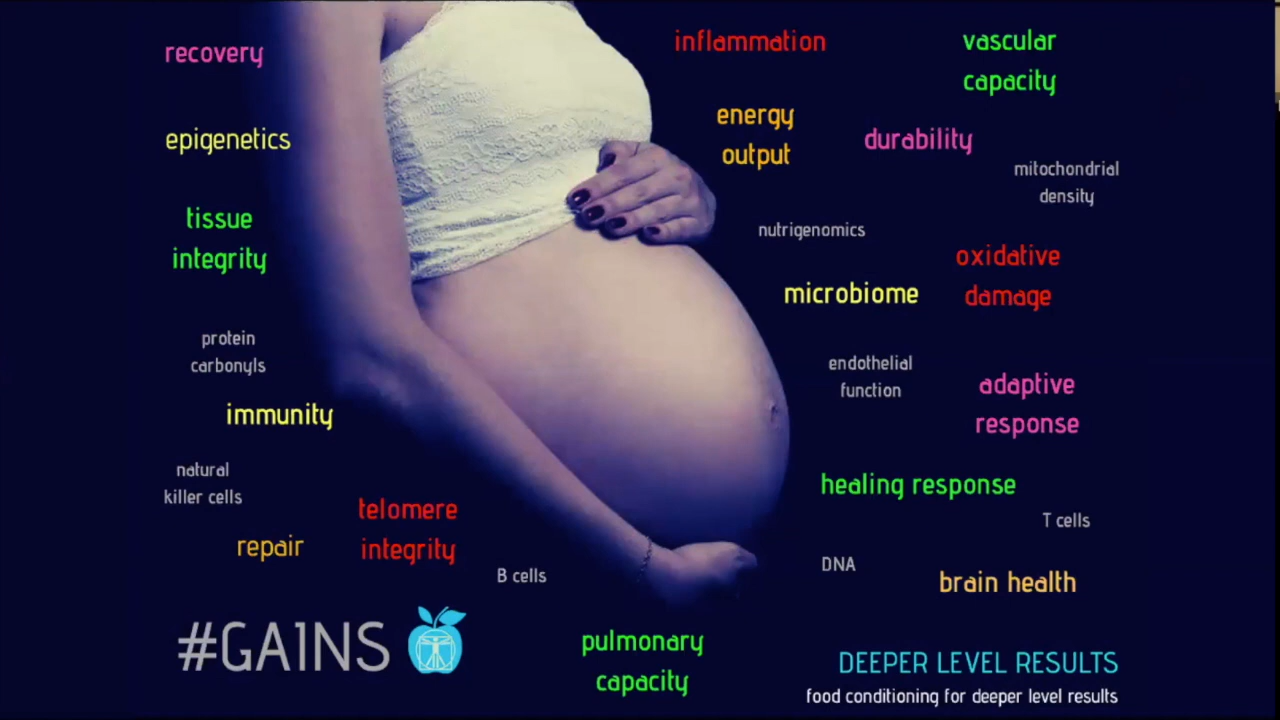 recovery
inflammation
vascular
capacity
energy
output
epigenetics
durability
mitochondrial
density
tissue
integrity
nutrigenomics
oxidative
damage
microbiome
protein
carbonyls
endothelial
function
adaptive
response
immunity
natural
killer cells
healing response
telomere
integrity
T cells
repair
B cells
DNA
brain health
#GAINS
pulmonary
capacity
DEEPER LEVEL RESULTS
food conditioning for deeper level results